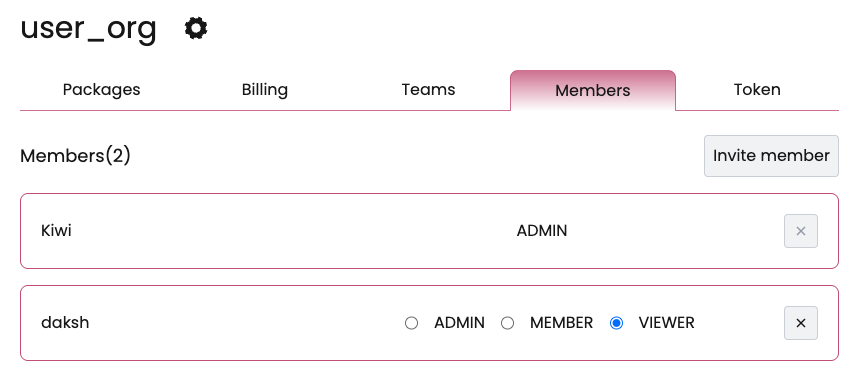 user_org
Packages Billing Teams Members Token
Members(2) Invite member
Kiwi ADMIN ×
daksh ADMIN MEMBER VIEWER ×